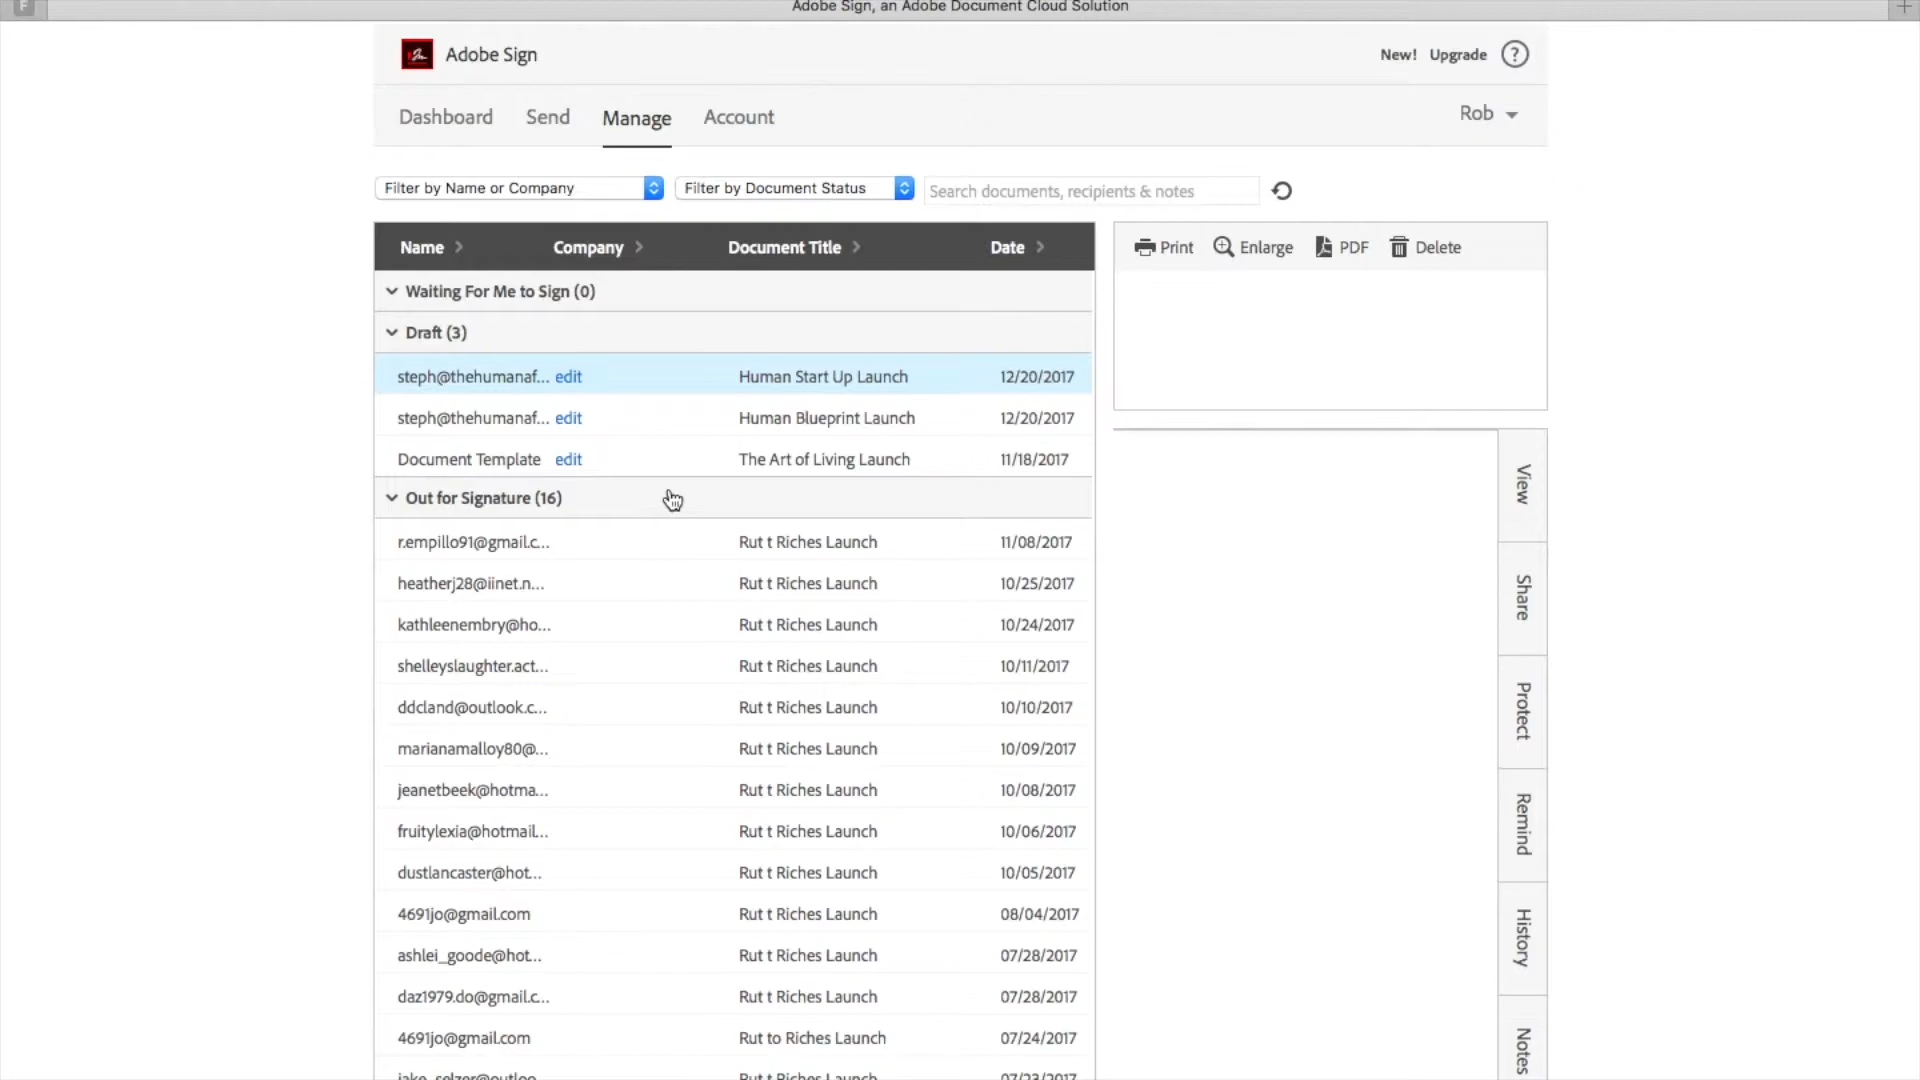 F
Adobe Sign, an Adobe Document Cloud Solution
Adobe Sign
New! Upgrade ?
Dashboard Send Manage Account Rob
Filter by Name or Company Filter by Document Status Search documents, recipients & notes
Name Company Document Title Date
Print Enlarge PDF Delete
Waiting For Me to Sign (0)
Draft (3)
steph@thehumanaf... edit Human Start Up Launch 12/20/2017
steph@thehumanaf... edit Human Blueprint Launch 12/20/2017
Document Template edit The Art of Living Launch 11/18/2017
Out for Signature (16)
r.empillo91@gmail.c... Rut t Riches Launch 11/08/2017
heatherj28@iinet.n... Rut t Riches Launch 10/25/2017
kathleenembry@ho... Rut t Riches Launch 10/24/2017
shelleyslaughter.act... Rut t Riches Launch 10/11/2017
ddcland@outlook.c... Rut t Riches Launch 10/10/2017
marianamalloy80@... Rut t Riches Launch 10/09/2017
jeanetbeek@hotma... Rut t Riches Launch 10/08/2017
fruitylexia@hotmail... Rut t Riches Launch 10/06/2017
dustlancaster@hot... Rut t Riches Launch 10/05/2017
4691jo@gmail.com Rut t Riches Launch 08/04/2017
ashlei_goode@hot... Rut t Riches Launch 07/28/2017
daz1979.do@gmail.c... Rut t Riches Launch 07/28/2017
4691jo@gmail.com Rut to Riches Launch 07/24/2017
jake_selzer@outloo... Rut t Riches Launch 07/23/2017
View
Share
Protect
Remind
History
Notes